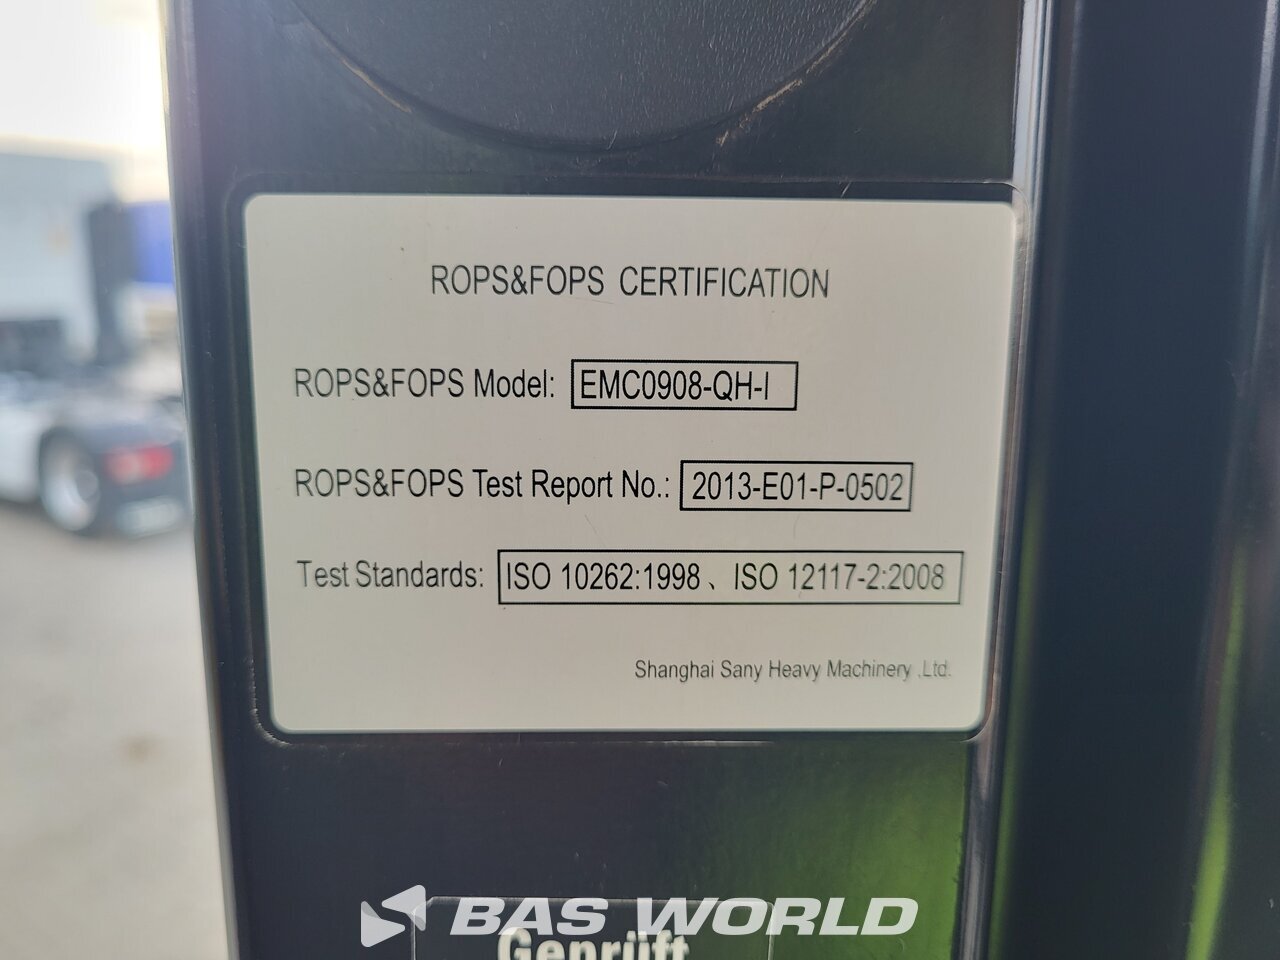 ROPS&FOPS CERTIFICATION
ROPS&FOPS Model: EMC0908-QH-I
ROPS&FOPS Test Report No.: 2013-E01-P-0502
Test Standards: ISO 10262:1998、ISO 12117-2:2008
Shanghai Sany Heavy Machinery ,Ltd.
BAS WORLD
Geprüft